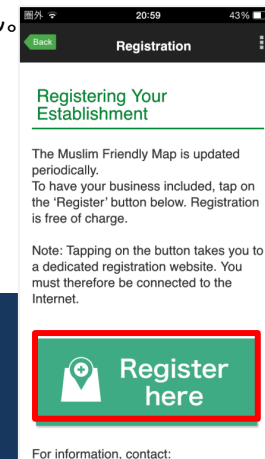 し。
圏外 20:59 43%
Back Registration
Registering Your
Establishment
The Muslim Friendly Map is updated
periodically.
To have your business included, tap on
the ‘Register’ button below. Registration
is free of charge.
Note: Tapping on the button takes you to
a dedicated registration website. You
must therefore be connected to the
Internet.
Register
here
For information, contact: